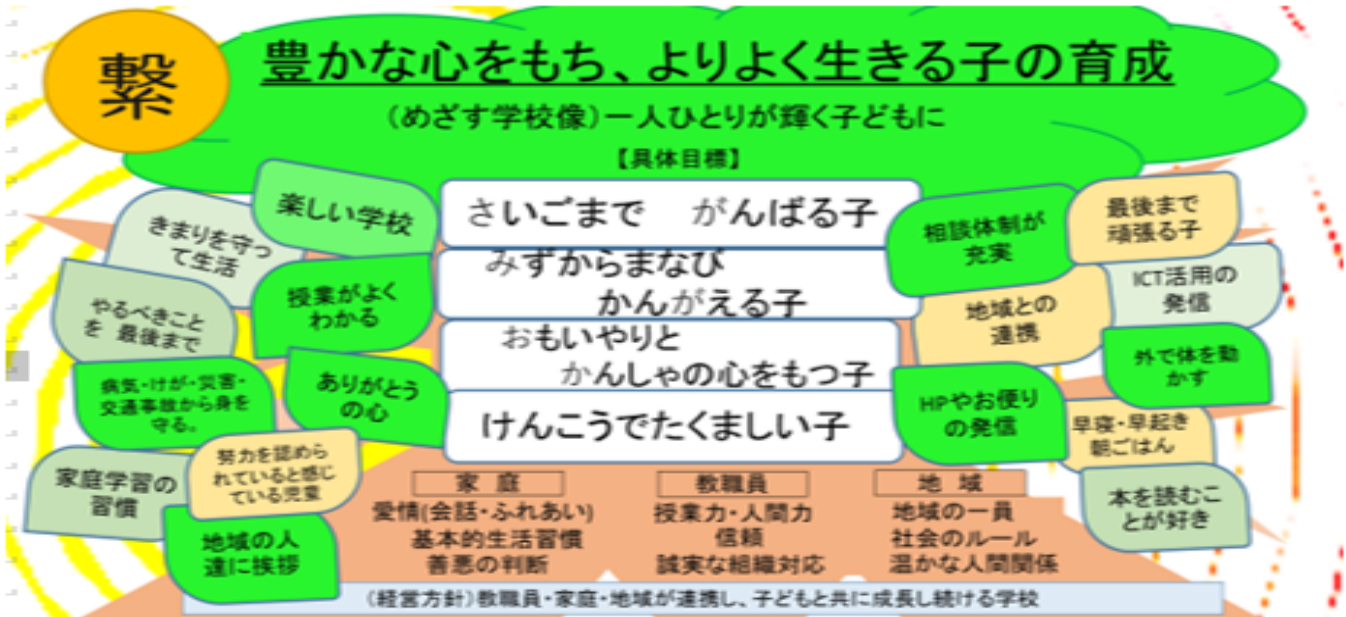 繋
豊かな心をもち、よりよく生きる子の育成
（めざす学校像）一人ひとりが輝く子どもに
【具体目標】
さいごまで　がんばる子
みずからまなび
かんがえる子
おもいやりと
かんしゃの心をもつ子
けんこうでたくましい子
楽しい学校
きまりを守っ
て生活
授業がよく
わかる
やるべきこと
を 最後まで
病気・けが・災害・
交通事故から身を
守る。
ありがとう
の心
努力を認めら
れていると感じ
ている児童
家庭学習の
習慣
地域の人
達に挨拶
相談体制が
充実
最後まで
頑張る子
ICT活用の
発信
地域との
連携
外で体を動
かす
HPやお便り
の発信
早寝・早起き
朝ごはん
本を読むこ
とが好き
家 庭
愛情(会話・ふれあい)
基本的生活習慣
善悪の判断
教職員
授業力・人間力
信頼
誠実な組織対応
地 域
地域の一員
社会のルール
温かな人間関係
（経営方針）教職員・家庭・地域が連携し、子どもと共に成長し続ける学校